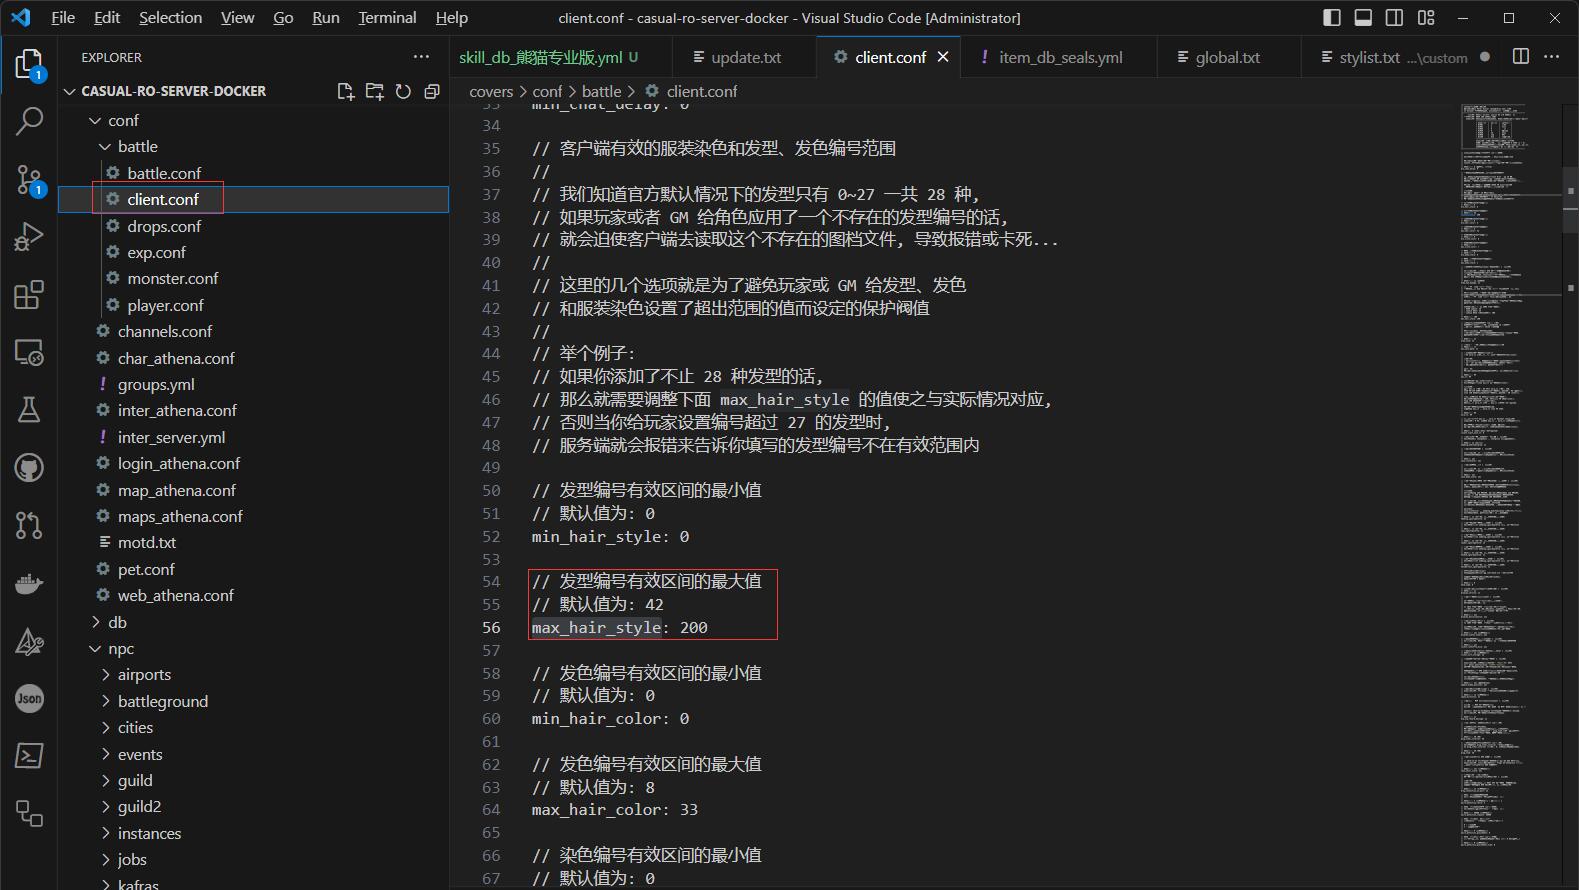 File Edit Selection View Go Run Terminal Help
client.conf - casual-ro-server-docker - Visual Studio Code [Administrator]
EXPLORER
skill_db_熊猫专业版.yml U
update.txt
client.conf
item_db_seals.yml
global.txt
stylist.txt ...\custom
1
1
Json
CASUAL-RO-SERVER-DOCKER
conf
battle
battle.conf
client.conf
drops.conf
exp.conf
monster.conf
player.conf
channels.conf
char_athena.conf
groups.yml
inter_athena.conf
inter_server.yml
login_athena.conf
map_athena.conf
maps_athena.conf
motd.txt
pet.conf
web_athena.conf
db
npc
airports
battleground
cities
events
guild
guild2
instances
jobs
kafras
covers > conf > battle > client.conf
33 min_chat_delay: 0
34
35 // 客户端有效的服装染色和发型、发色编号范围
36 //
37 // 我们知道官方默认情况下的发型只有 0~27 一共 28 种,
38 // 如果玩家或者 GM 给角色应用了一个不存在的发型编号的话,
39 // 就会迫使客户端去读取这个不存在的图档文件, 导致报错或卡死...
40 //
41 // 这里的几个选项就是为了避免玩家或 GM 给发型、发色
42 // 和服装染色设置了超出范围的值而设定的保护阀值
43 //
44 // 举个例子:
45 // 如果你添加了不止 28 种发型的话,
46 // 那么就需要调整下面 max_hair_style 的值使之与实际情况对应,
47 // 否则当你给玩家设置编号超过 27 的发型时,
48 // 服务端就会报错来告诉你填写的发型编号不在有效范围内
49
50 // 发型编号有效区间的最小值
51 // 默认值为: 0
52 min_hair_style: 0
53
54 // 发型编号有效区间的最大值
55 // 默认值为: 42
56 max_hair_style: 200
57
58 // 发色编号有效区间的最小值
59 // 默认值为: 0
60 min_hair_color: 0
61
62 // 发色编号有效区间的最大值
63 // 默认值为: 8
64 max_hair_color: 33
65
66 // 染色编号有效区间的最小值
67 // 默认值为: 0